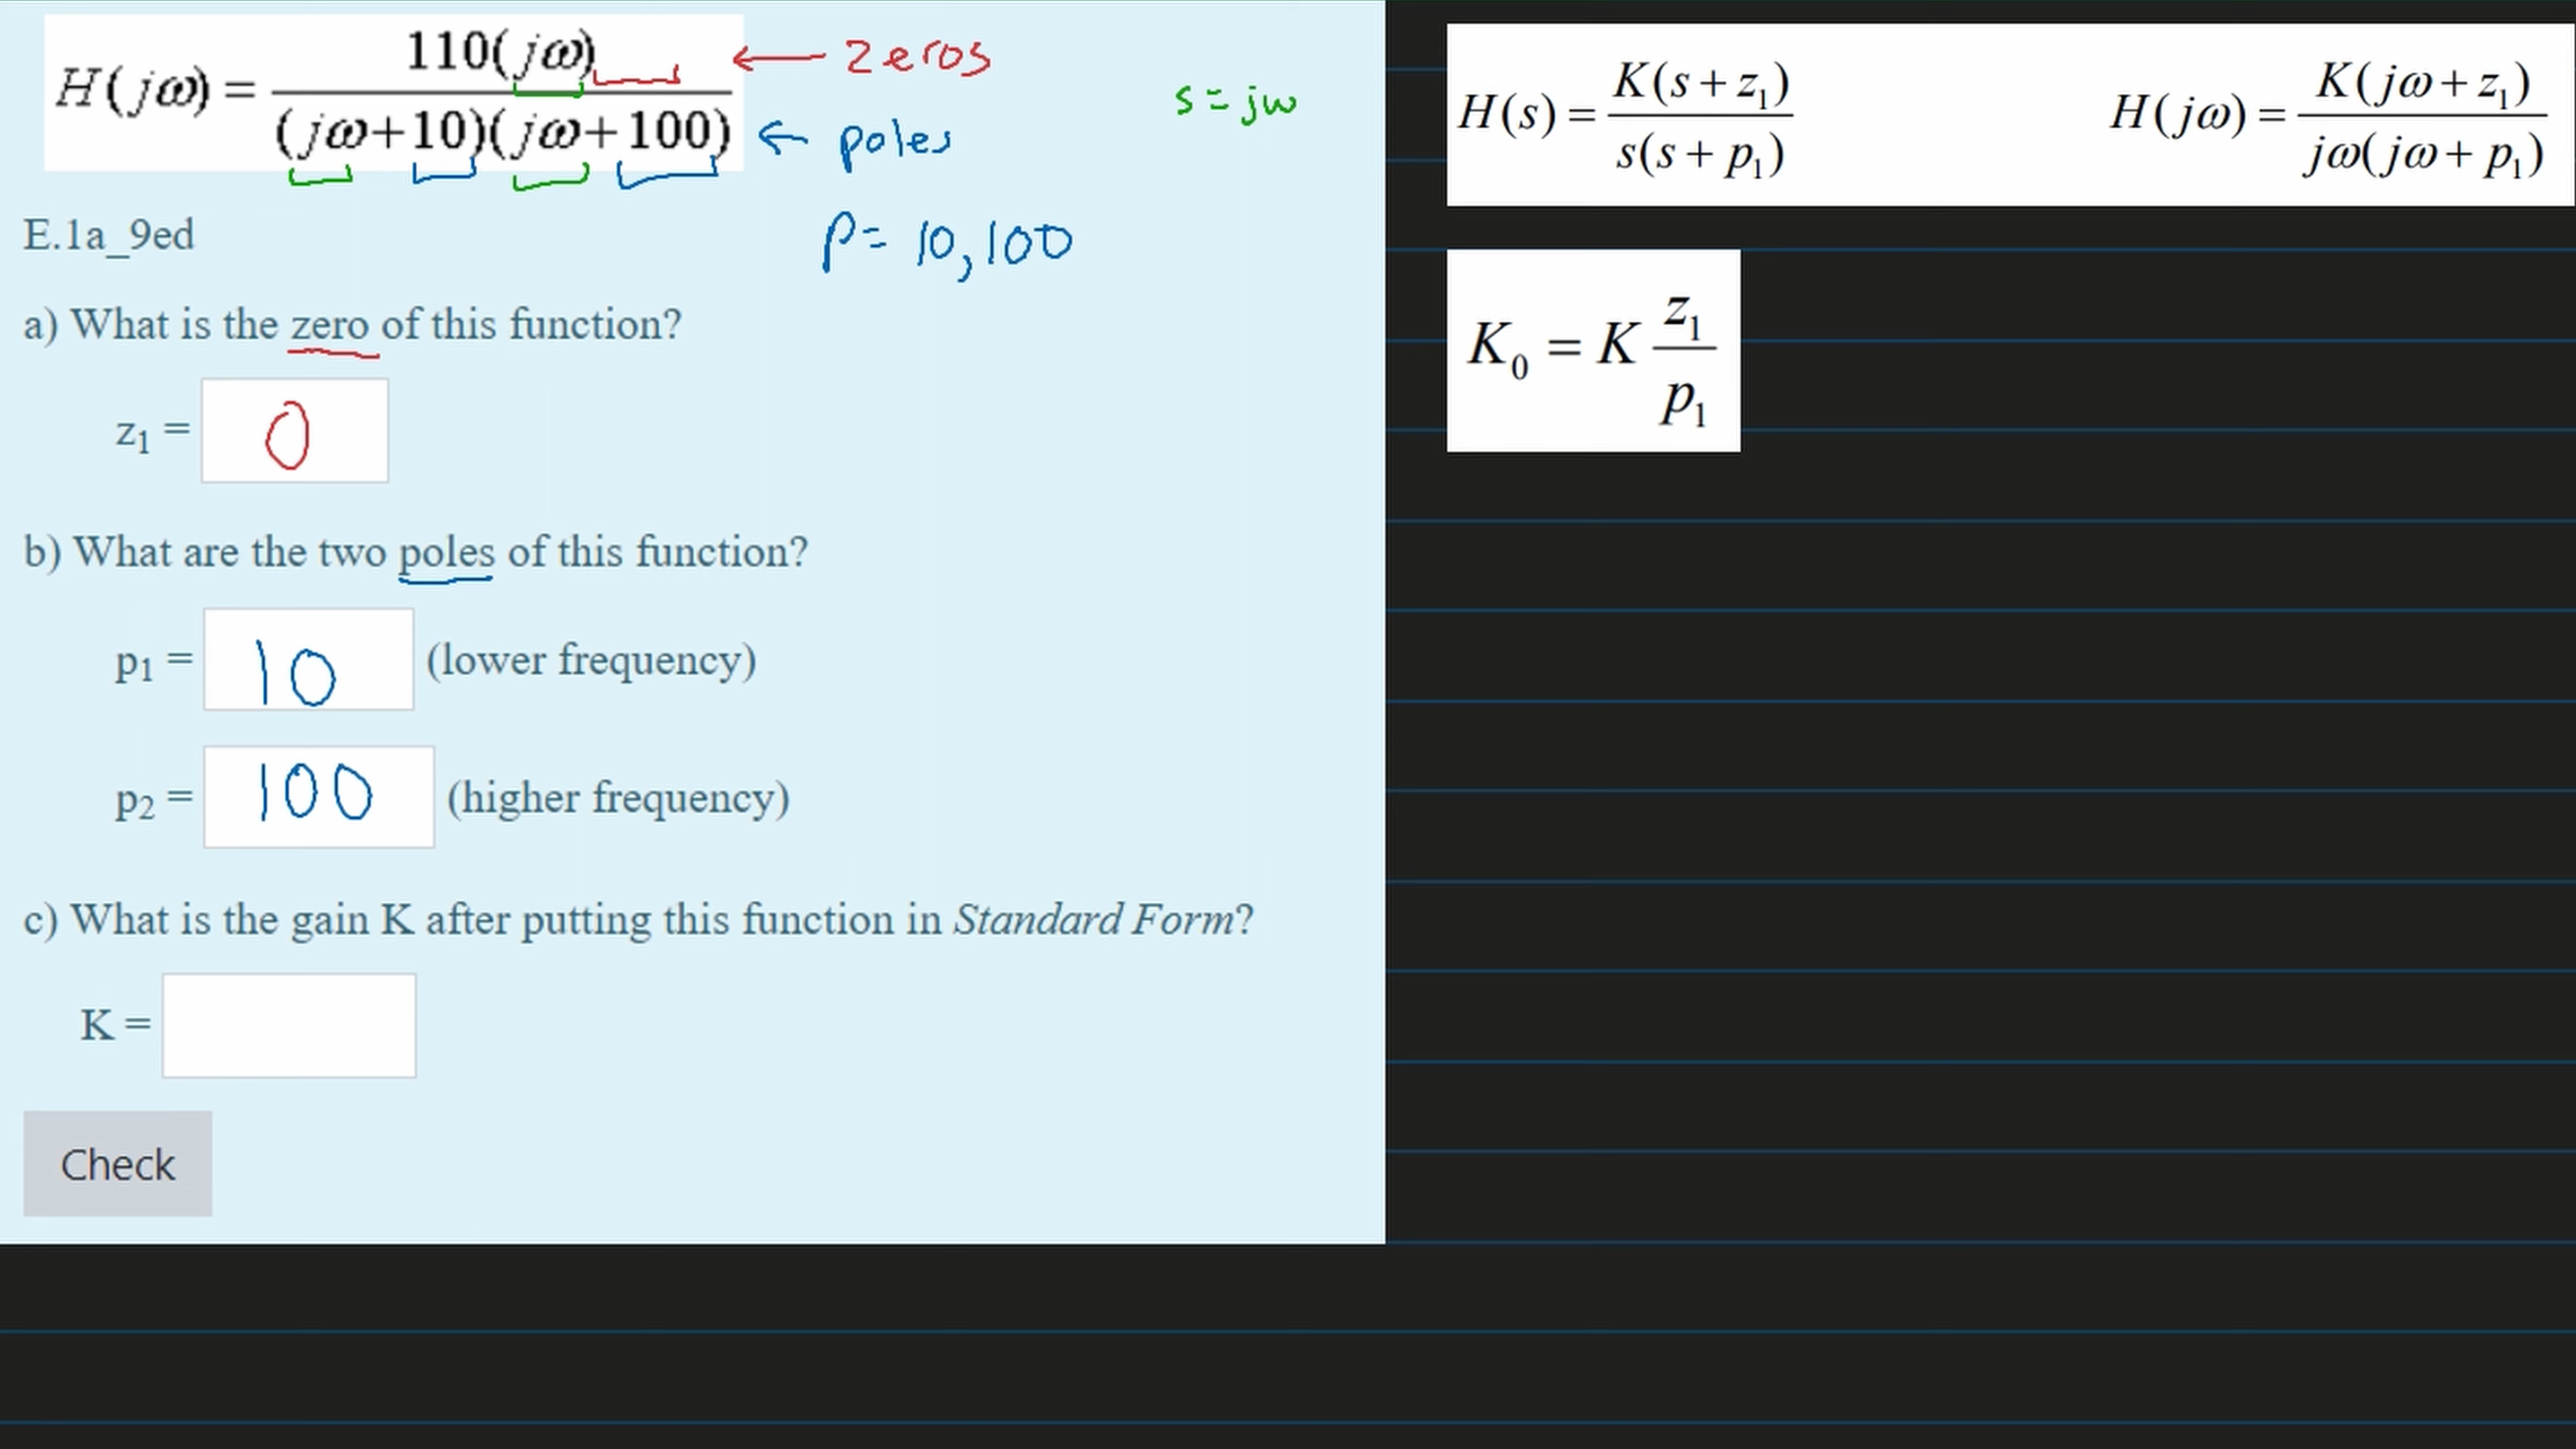 H(jω) = 110(jω) / (jω+10)(jω+100)
← zeros
← poles
s = jω
P = 10, 100
E.1a_9ed
a) What is the zero of this function?
z₁ = 0
b) What are the two poles of this function?
p₁ = 10 (lower frequency)
p₂ = 100 (higher frequency)
c) What is the gain K after putting this function in Standard Form?
K =
Check
H(s) = K(s + z₁) / s(s + p₁)
H(jω) = K(jω + z₁) / jω(jω + p₁)
K₀ = K z₁ / p₁